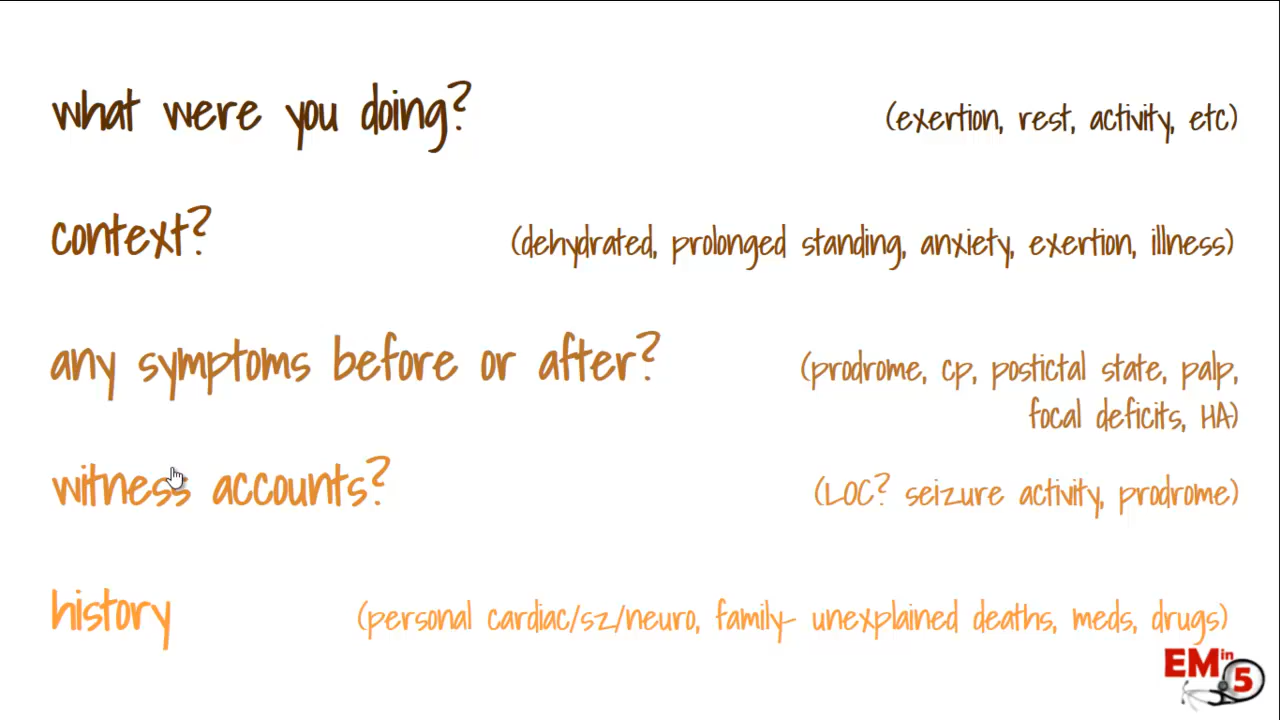 what were you doing? (exertion, rest, activity, etc)
context? (dehydrated, prolonged standing, anxiety, exertion, illness)
any symptoms before or after? (prodrome, cp, postictal state, palp,
focal deficits, HA)
witness accounts? (LOC? seizure activity, prodrome)
history (personal cardiac/sz/neuro, family- unexplained deaths, meds, drugs)
EM in 5